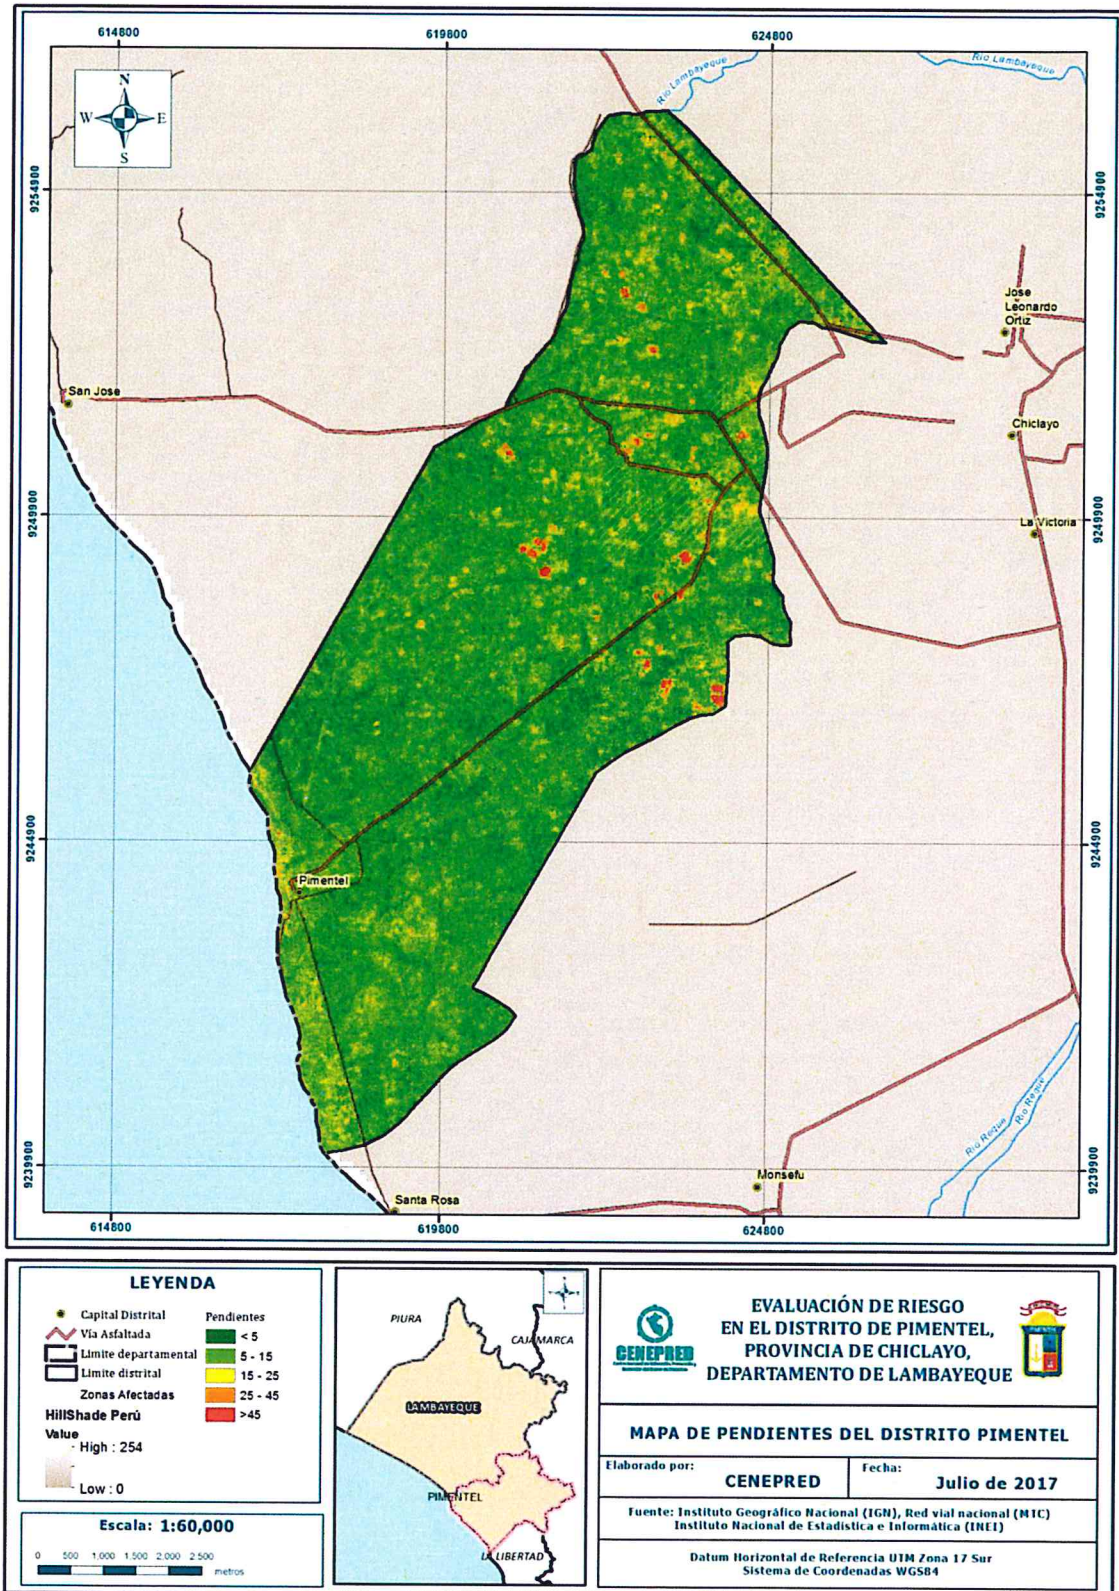 614800
619800
624800
N
W
E
S
Río Lambayeque
Río Lambayeque
9254900
9254900
Jose
Leonardo
Ortiz
San Jose
Chiclayo
La Victoria
9249900
9249900
9244900
9244900
Pimentel
9239900
9239900
Río Reque
Río Reque
Monsefu
Santa Rosa
614800
619800
624800
LEYENDA
Capital Distrital
Vía Asfaltada
Limite departamental
Limite distrital
Zonas Afectadas
HillShade Perú
Value
High : 254
Low : 0
Pendientes
< 5
5 - 15
15 - 25
25 - 45
>45
Escala: 1:60,000
0 500 1.000 1.500 2.000 2.500
metros
PIURA
CAJAMARCA
LAMBAYEQUE
PIMENTEL
LA LIBERTAD
CENEPRED
EVALUACIÓN DE RIESGO
EN EL DISTRITO DE PIMENTEL,
PROVINCIA DE CHICLAYO,
DEPARTAMENTO DE LAMBAYEQUE
MAPA DE PENDIENTES DEL DISTRITO PIMENTEL
Elaborado por:
CENEPRED
Fecha:
Julio de 2017
Fuente: Instituto Geográfico Nacional (IGN), Red vial nacional (MTC)
Instituto Nacional de Estadística e Informática (INEI)
Datum Horizontal de Referencia UTM Zona 17 Sur
Sistema de Coordenadas WGS84